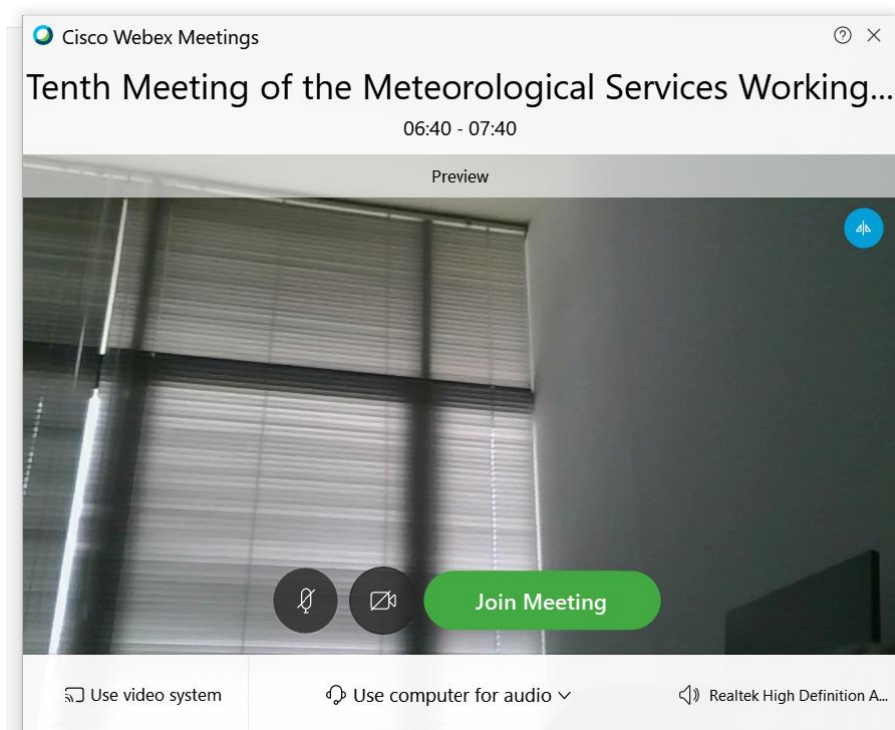 Cisco Webex Meetings
Tenth Meeting of the Meteorological Services Working...
06:40 - 07:40
Preview
Join Meeting
Use video system
Use computer for audio
Realtek High Definition A...